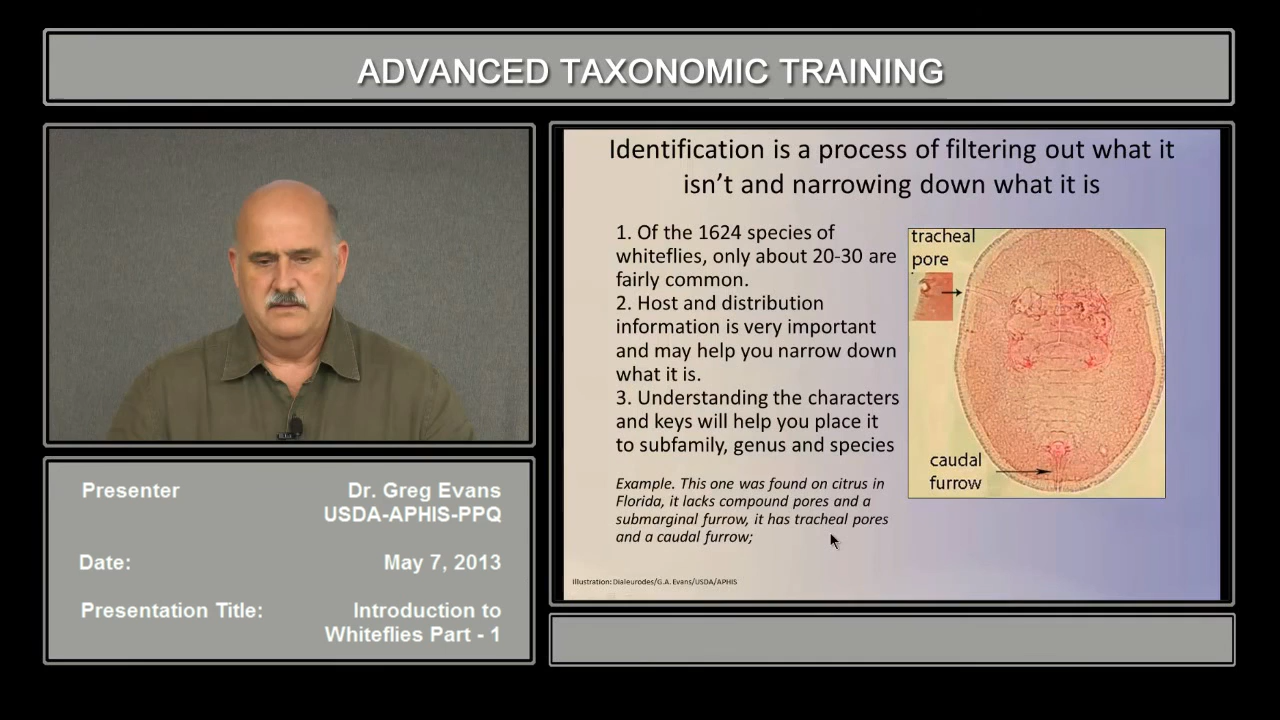 ADVANCED TAXONOMIC TRAINING
Identification is a process of filtering out what it
isn't and narrowing down what it is
1. Of the 1624 species of
whiteflies, only about 20-30 are
fairly common.
2. Host and distribution
information is very important
and may help you narrow down
what it is.
3. Understanding the characters
and keys will help you place it
to subfamily, genus and species
Example. This one was found on citrus in
Florida, it lacks compound pores and a
submarginal furrow, it has tracheal pores
and a caudal furrow;
tracheal
pore
caudal
furrow
Illustration: Dialeurodes/G.A. Evans/USDA/APHIS
Presenter Dr. Greg Evans
USDA-APHIS-PPQ
Date: May 7, 2013
Presentation Title: Introduction to
Whiteflies Part - 1